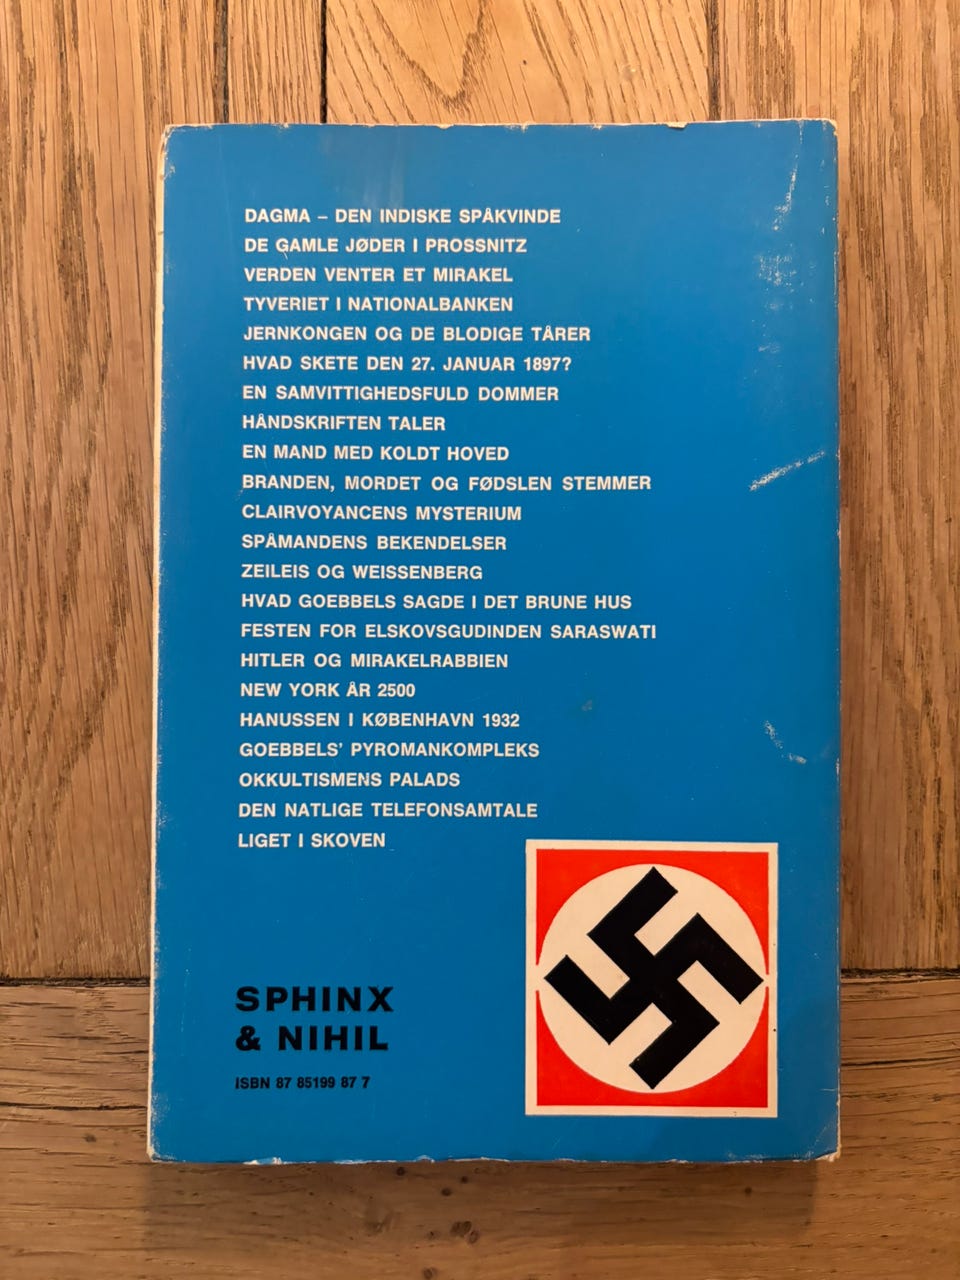 DAGMA – DEN INDISKE SPÅKVINDE
DE GAMLE JØDER I PROSSNITZ
VERDEN VENTER ET MIRAKEL
TYVERIET I NATIONALBANKEN
JERNKONGEN OG DE BLODIGE TÅRER
HVAD SKETE DEN 27. JANUAR 1897?
EN SAMVITTIGHEDSFULD DOMMER
HÅNDSKRIFTEN TALER
EN MAND MED KOLDT HOVED
BRANDEN, MORDET OG FØDSLEN STEMMER
CLAIRVOYANCENS MYSTERIUM
SPÅMANDENS BEKENDELSER
ZEILEIS OG WEISSENBERG
HVAD GOEBBELS SAGDE I DET BRUNE HUS
FESTEN FOR ELSKOVSGUDINDEN SARASWATI
HITLER OG MIRAKELRABBIEN
NEW YORK ÅR 2500
HANUSSEN I KØBENHAVN 1932
GOEBBELS' PYROMANKOMPLEKS
OKKULTISMENS PALADS
DEN NATLIGE TELEFONSAMTALE
LIGET I SKOVEN
SPHINX
& NIHIL
ISBN 87 85199 87 7